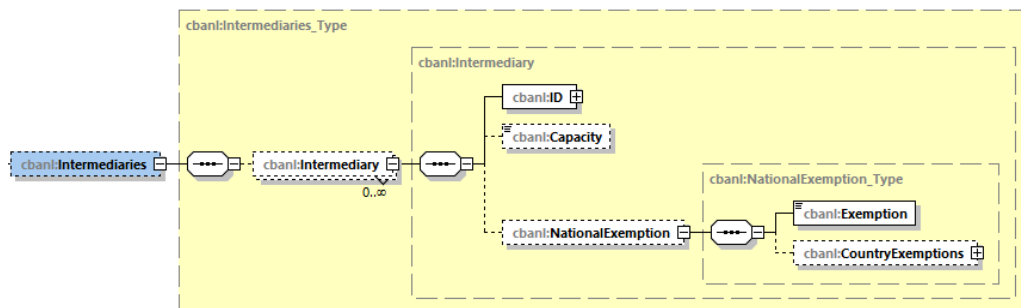 cbanl:Intermediaries_Type
cbanl:Intermediary
cbanl:ID
cbanl:Capacity
cbanl:Intermediaries
cbanl:Intermediary
0..∞
cbanl:NationalExemption_Type
cbanl:Exemption
cbanl:NationalExemption
cbanl:CountryExemptions